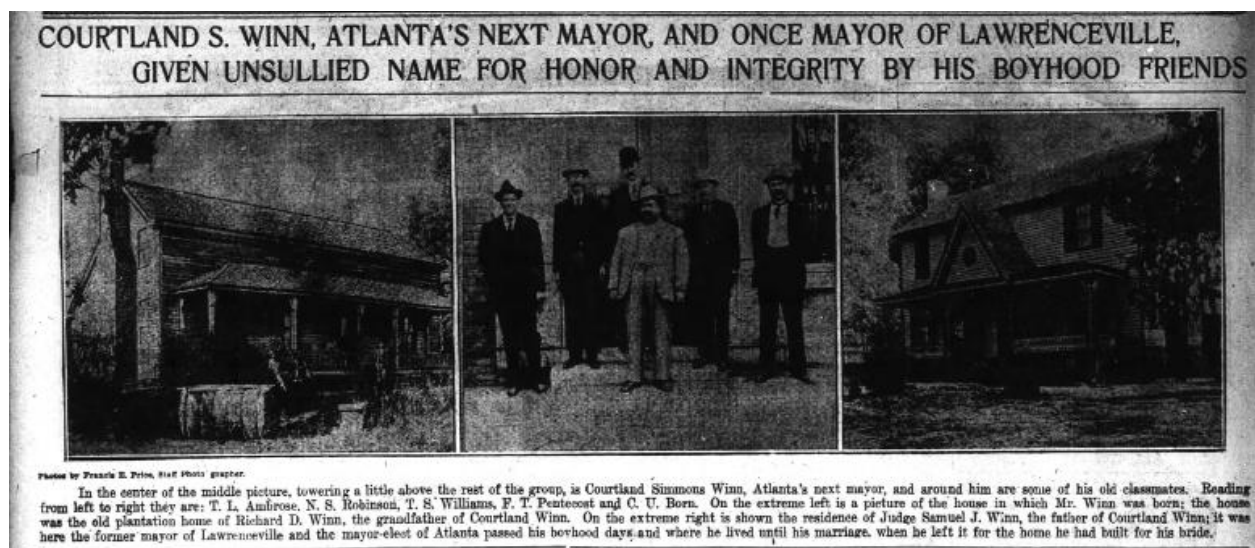 COURTLAND S. WINN, ATLANTA'S NEXT MAYOR, AND ONCE MAYOR OF LAWRENCEVILLE,
GIVEN UNSULLIED NAME FOR HONOR AND INTEGRITY BY HIS BOYHOOD FRIENDS
Photos by Francis E. Price, Staff Photographer.
In the center of the middle picture, towering a little above the rest of the group, is Courtland Simmons Winn, Atlanta's next mayor, and around him are some of his old classmates. Reading
from left to right they are: T. L. Ambrose, N. S. Robinson, T. S. Williams, F. T. Pentecost and C. U. Born. On the extreme left is a picture of the house in which Mr. Winn was born; the house
was the old plantation home of Richard D. Winn, the grandfather of Courtland Winn. On the extreme right is shown the residence of Judge Samuel J. Winn, the father of Courtland Winn; it was
here the former mayor of Lawrenceville and the mayor-elect of Atlanta passed his boyhood days and where he lived until his marriage, when he left it for the home he had built for his bride.